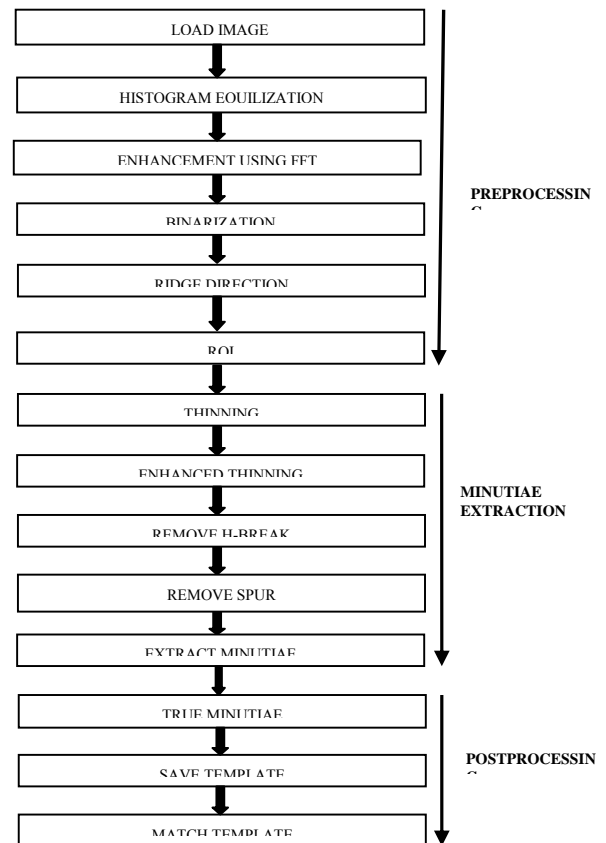 LOAD IMAGE
HISTOGRAM EQUILIZATION
ENHANCEMENT USING FFT
BINARIZATION
RIDGE DIRECTION
ROI
THINNING
ENHANCED THINNING
REMOVE H-BREAK
REMOVE SPUR
EXTRACT MINUTIAE
TRUE MINUTIAE
SAVE TEMPLATE
MATCH TEMPLATE
PREPROCESSIN
G
MINUTIAE
EXTRACTION
POSTPROCESSIN
G